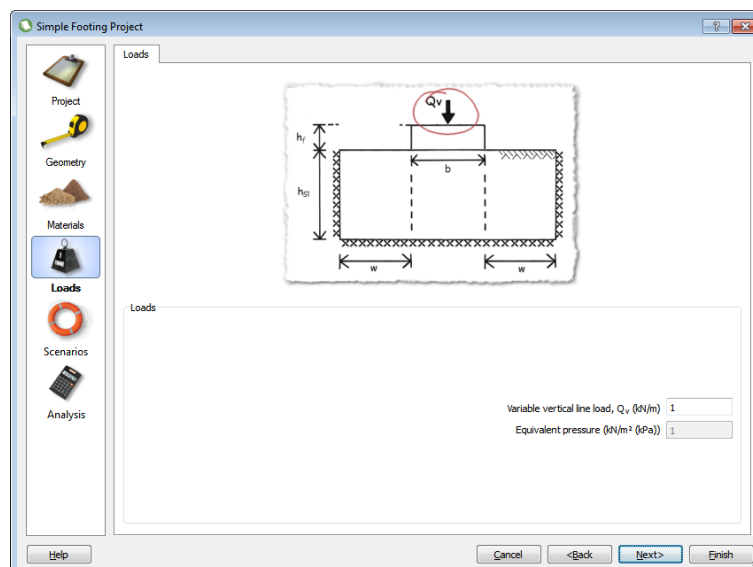 Simple Footing Project
Project
Geometry
Materials
Loads
Scenarios
Analysis
Loads
Qv
hf
b
hSl
w
w
Loads
Variable vertical line load, Qv (kN/m) 1
Equivalent pressure (kN/m² (kPa)) 1
Help
Cancel
<Back
Next>
Finish